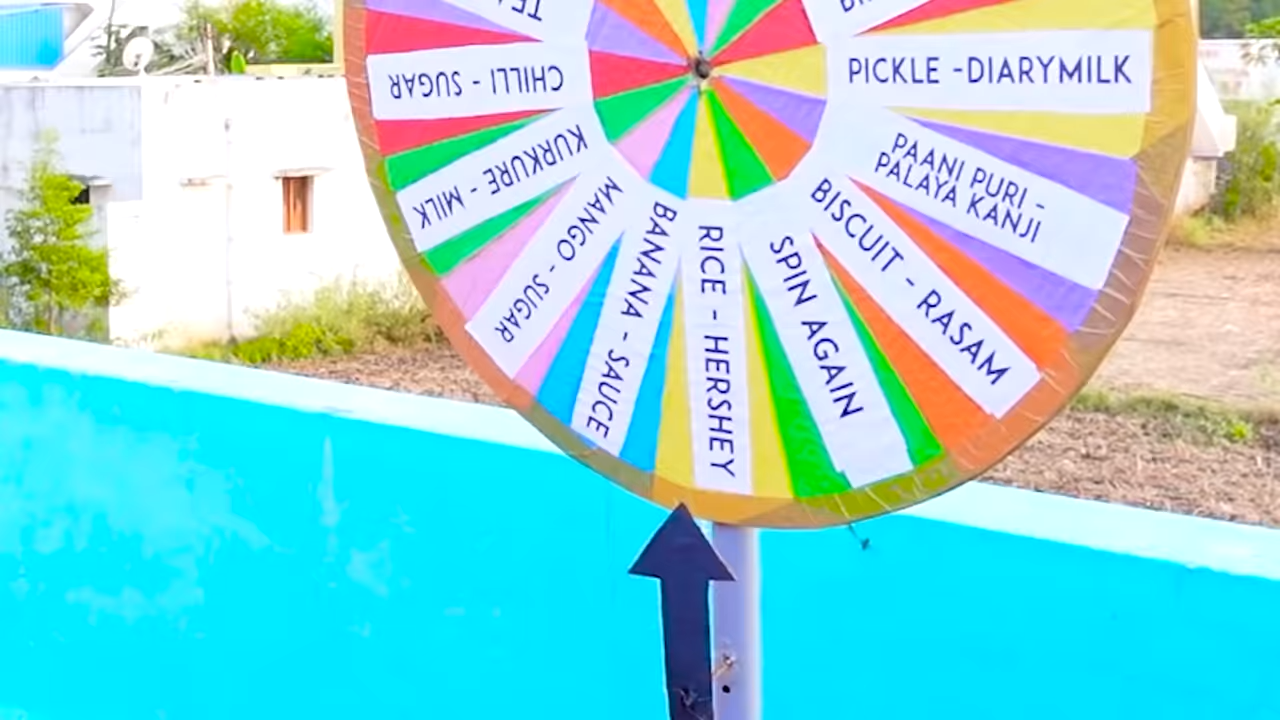 CHILLI - SUGAR
KURKURE - MILK
MANGO - SUGAR
BANANA - SAUCE
RICE - HERSHEY
SPIN AGAIN
BISCUIT - RASAM
PAANI PURI -
PALAYA KANJI
PICKLE -DIARYMILK